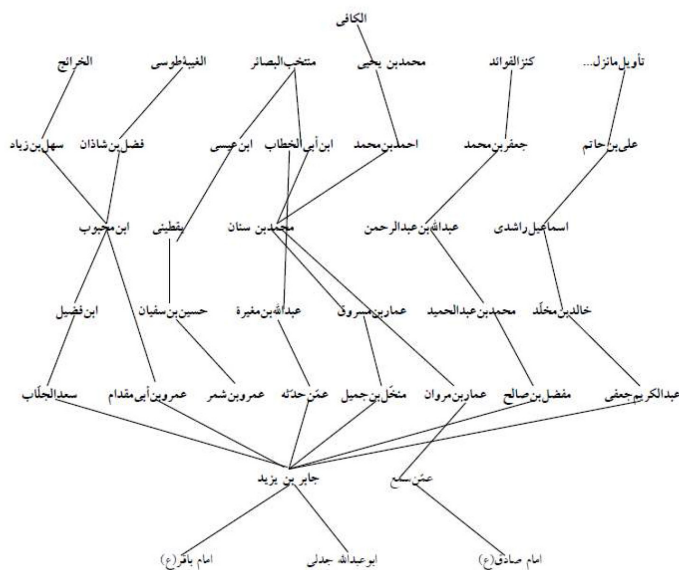 الکافی
تأویل مانزل... کنز الفوائد محمدبن یحیی منتخب البصائر الغیبة طوسی الخرائج
علی بن حاتم جعفربن محمد احمدبن محمد ابن أبی الخطاب ابن عیسی فضل بن شاذان سهل بن زیاد
اسماعیل راشدی عبدالله بن عبدالرحمن محمدبن سنان یقطینی ابن محبوب
خالدبن مخلّد محمدبن عبدالحمید عماربن مسروق عبدالله بن مغیرة حسین بن سفیان ابن فضیل
عبدالکریم جعفی مفضل بن صالح عماربن مروان منخّل بن جمیل عمّن حدّثه عمروبن شمر عمروبن أبی مقدام سعدالجلّاب
عمّن سمع جابر بن یزید
امام صادق(ع) ابوعبدالله جدلی امام باقر(ع)